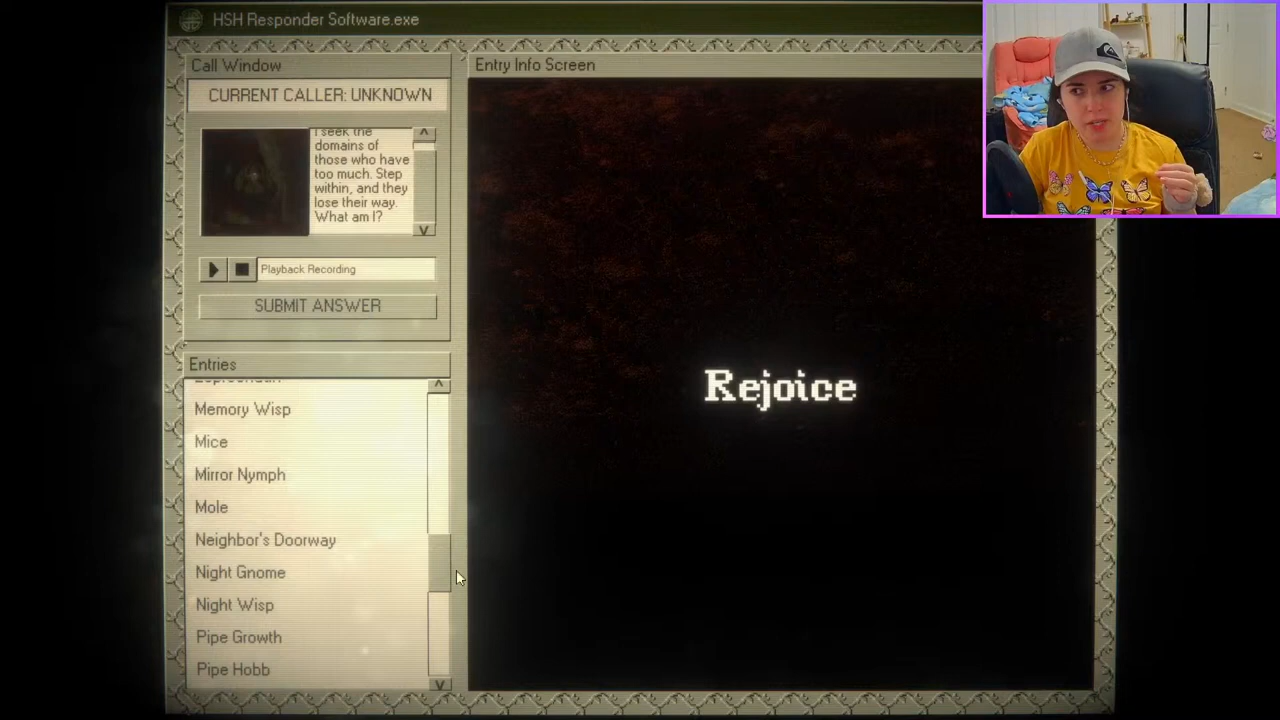 HSH Responder Software.exe
Call Window
CURRENT CALLER: UNKNOWN
I seek the
domains of
those who have
too much. Step
within, and they
lose their way.
What am I?
Playback Recording
SUBMIT ANSWER
Entries
Leprechaun
Memory Wisp
Mice
Mirror Nymph
Mole
Neighbor's Doorway
Night Gnome
Night Wisp
Pipe Growth
Pipe Hobb
Entry Info Screen
Rejoice